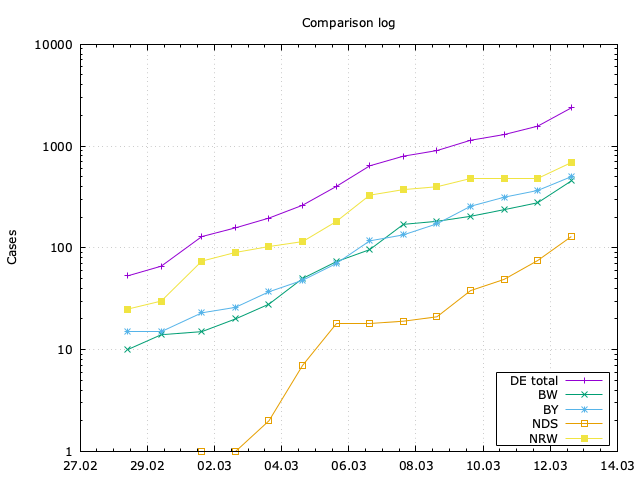 Comparison log
10000
1000
100
10
1
Cases
27.02 29.02 02.03 04.03 06.03 08.03 10.03 12.03 14.03
DE total
BW
BY
NDS
NRW